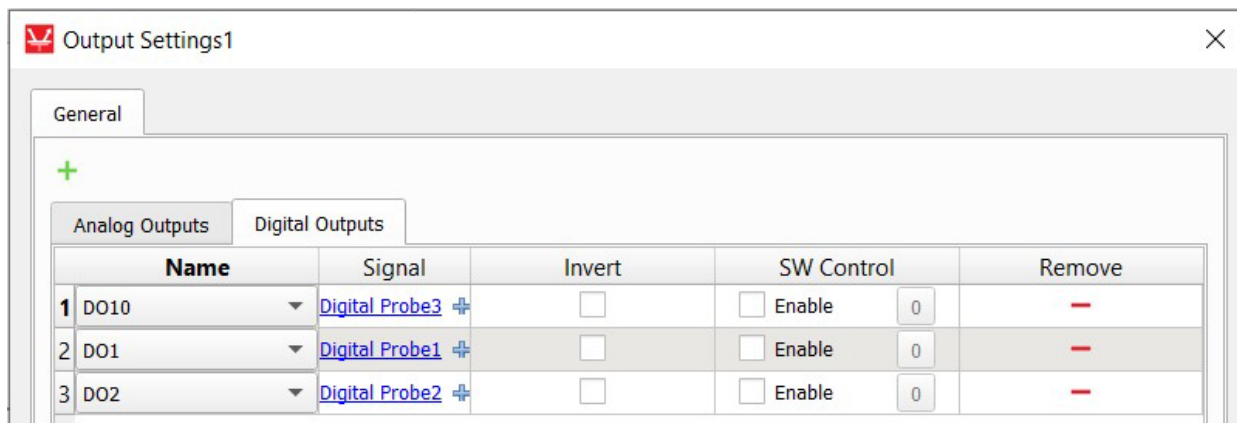 Output Settings1
General
Analog Outputs Digital Outputs
Name Signal Invert SW Control Remove
1 DO10 Digital Probe3 Enable 0
2 DO1 Digital Probe1 Enable 0
3 DO2 Digital Probe2 Enable 0